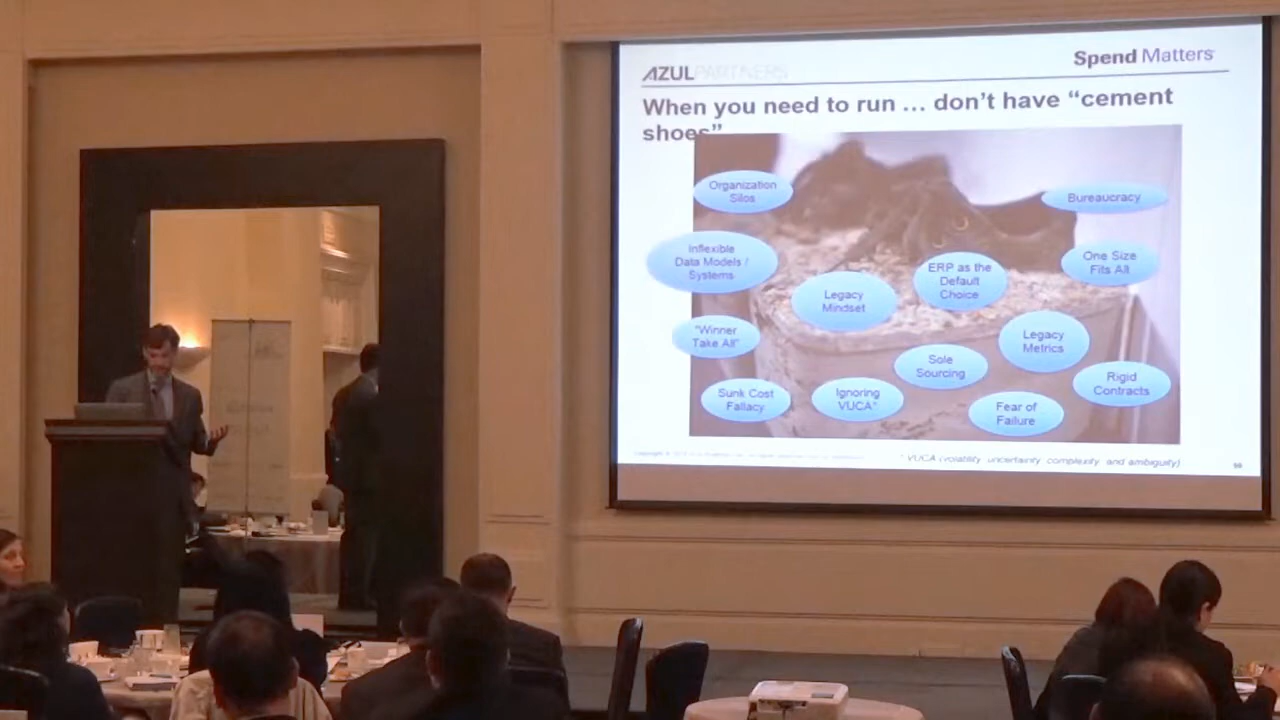 AZUL PARTNERS
Spend Matters
When you need to run ... don't have "cement
shoes"
Organization
Silos
Bureaucracy
Inflexible
Data Models /
Systems
ERP as the
Default
Choice
One Size
Fits All
Legacy
Mindset
"Winner
Take All"
Legacy
Metrics
Sole
Sourcing
Rigid
Contracts
Sunk Cost
Fallacy
Ignoring
VUCA*
Fear of
Failure
* VUCA (volatility uncertainty complexity and ambiguity)